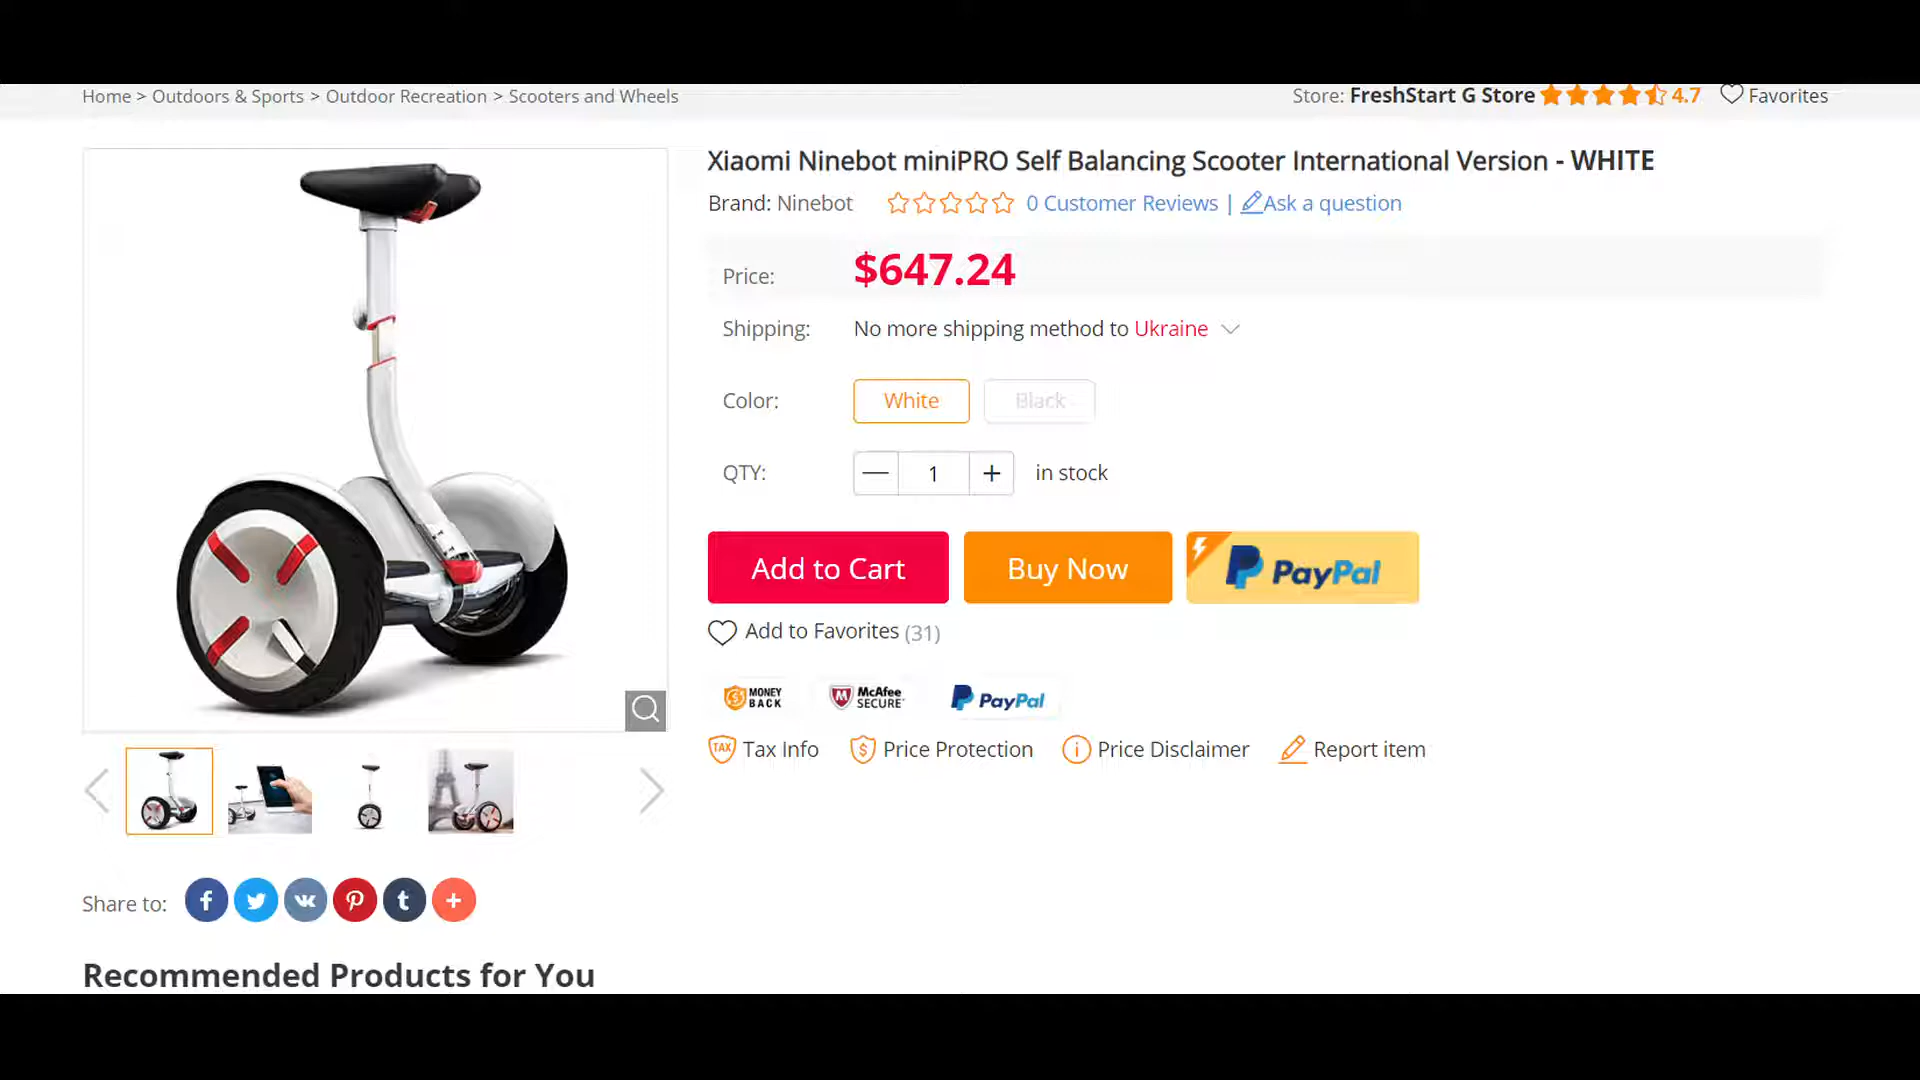 Home > Outdoors & Sports > Outdoor Recreation > Scooters and Wheels
Store: FreshStart G Store 4.7 Favorites
Xiaomi Ninebot miniPRO Self Balancing Scooter International Version - WHITE
Brand: Ninebot 0 Customer Reviews | Ask a question
Price: $647.24
Shipping: No more shipping method to Ukraine
Color: White Black
QTY: 1 in stock
Add to Cart Buy Now PayPal
Add to Favorites (31)
MONEY BACK McAfee SECURE PayPal
TAX Tax Info Price Protection Price Disclaimer Report item
Share to:
Recommended Products for You